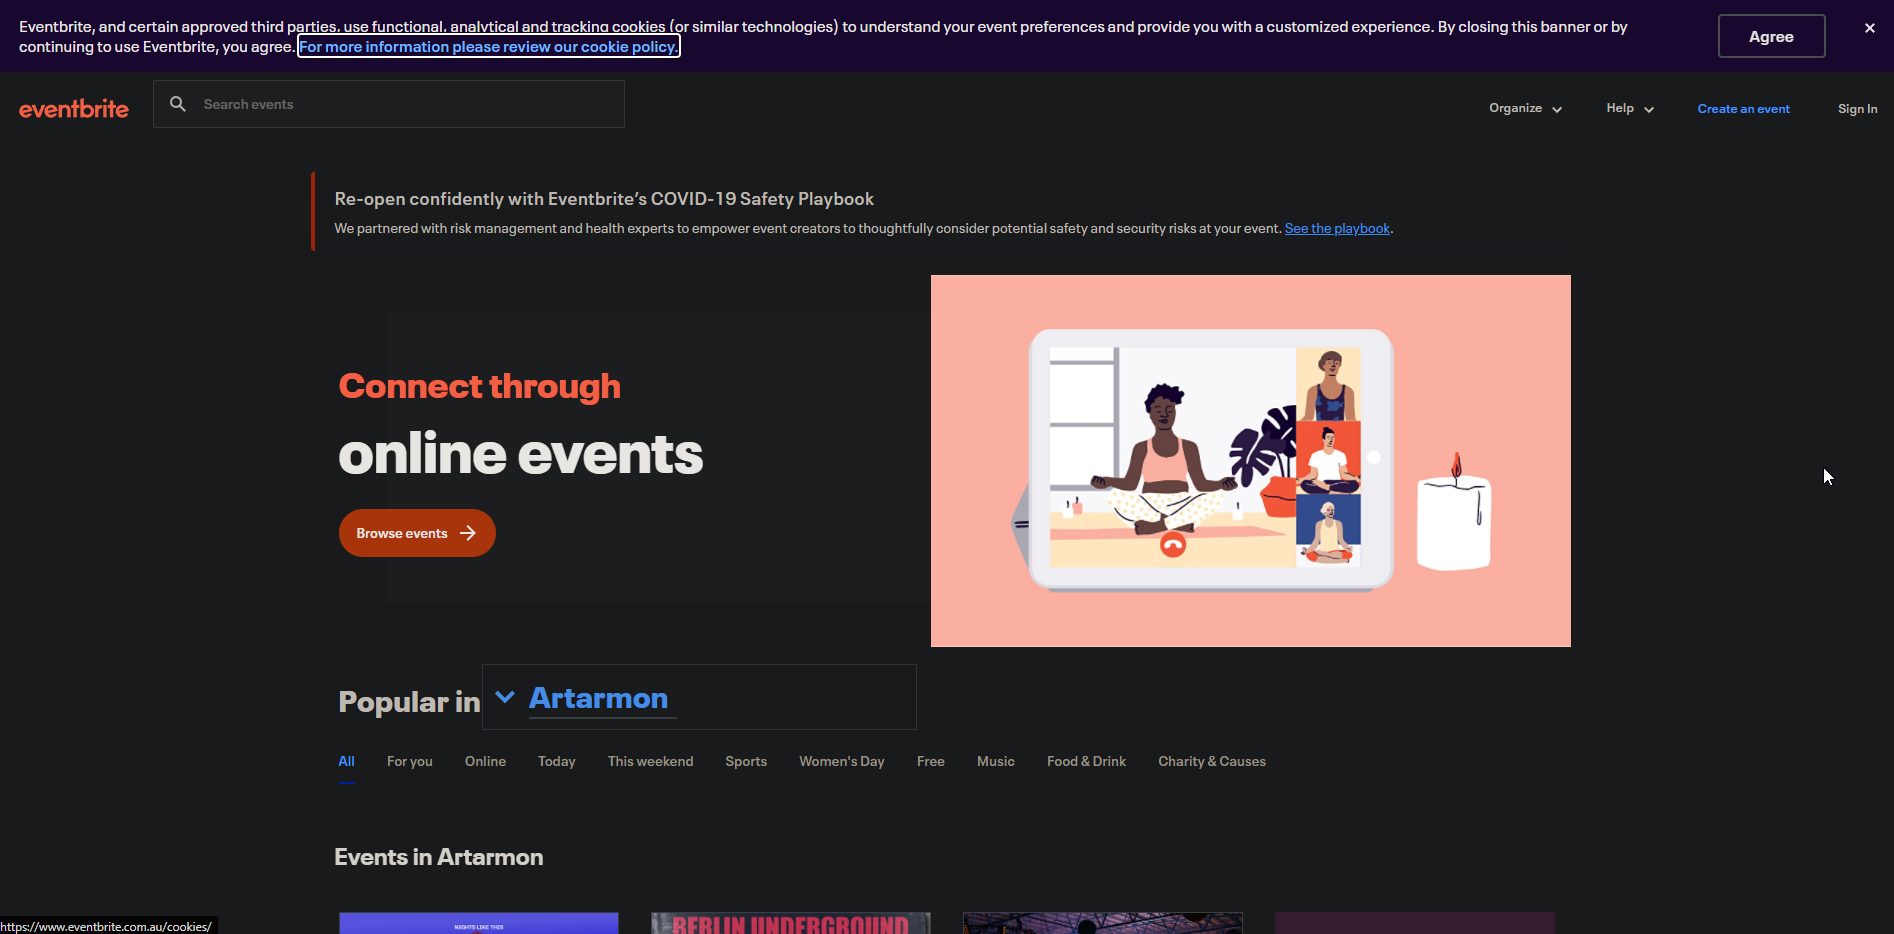 Eventbrite, and certain approved third parties, use functional, analytical and tracking cookies (or similar technologies) to understand your event preferences and provide you with a customized experience. By closing this banner or by
continuing to use Eventbrite, you agree. For more information please review our cookie policy.
Agree
×
eventbrite
Search events
Organize
Help
Create an event
Sign In
Re-open confidently with Eventbrite's COVID-19 Safety Playbook
We partnered with risk management and health experts to empower event creators to thoughtfully consider potential safety and security risks at your event. See the playbook.
Connect through
online events
Browse events →
Popular in Artarmon
All For you Online Today This weekend Sports Women's Day Free Music Food & Drink Charity & Causes
Events in Artarmon
NIGHTS LIKE THIS
BERLIN UNDERGROUND
https://www.eventbrite.com.au/cookies/